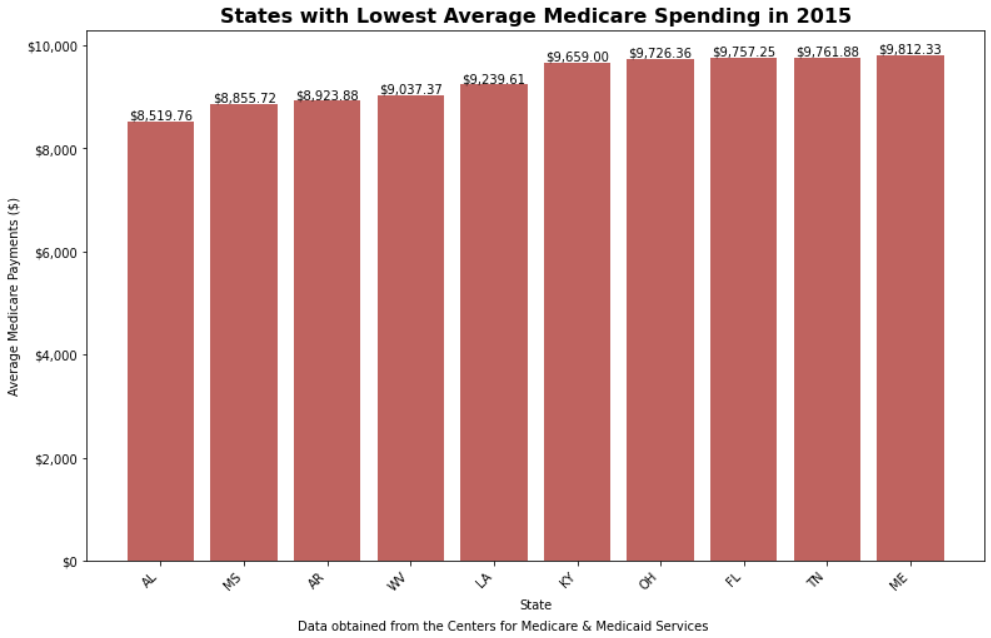 States with Lowest Average Medicare Spending in 2015
Average Medicare Payments ($)
$10,000
$8,000
$6,000
$4,000
$2,000
$0
$8,519.76
$8,855.72
$8,923.88
$9,037.37
$9,239.61
$9,659.00
$9,726.36
$9,757.25
$9,761.88
$9,812.33
AL
MS
AR
WV
LA
KY
OH
FL
TN
ME
State
Data obtained from the Centers for Medicare & Medicaid Services